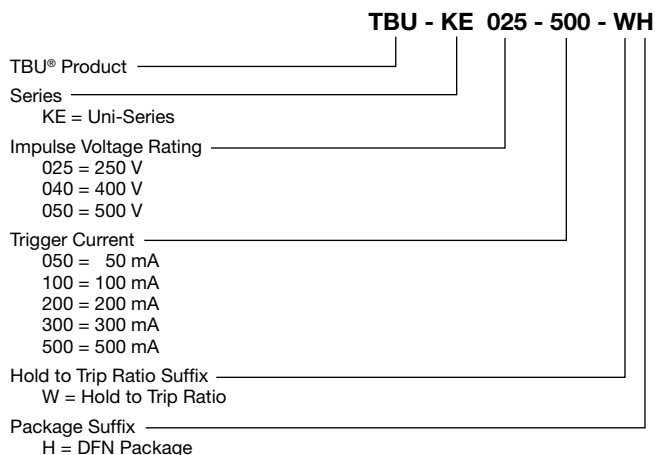 TBU - KE 025 - 500 - WH
TBU® Product
Series
KE = Uni-Series
Impulse Voltage Rating
025 = 250 V
040 = 400 V
050 = 500 V
Trigger Current
050 = 50 mA
100 = 100 mA
200 = 200 mA
300 = 300 mA
500 = 500 mA
Hold to Trip Ratio Suffix
W = Hold to Trip Ratio
Package Suffix
H = DFN Package